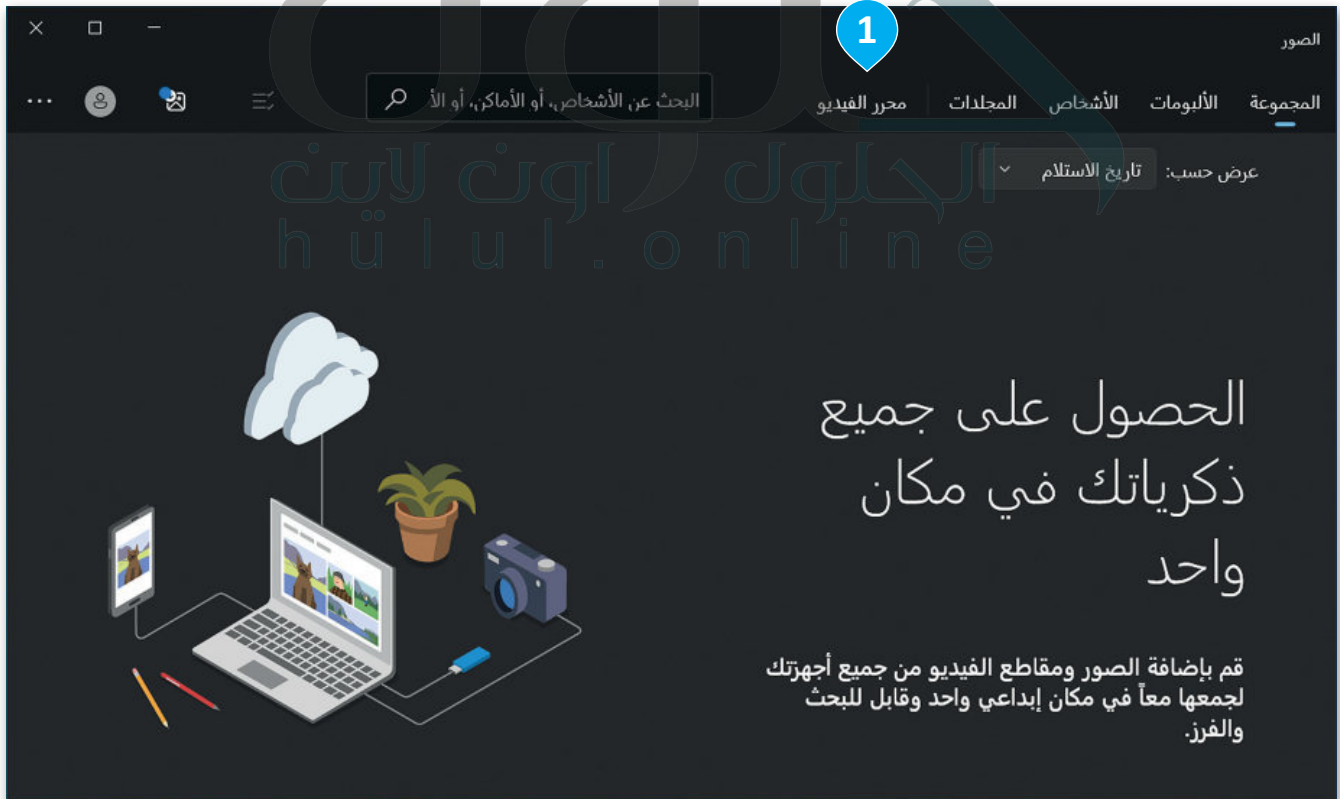 1
الصور
المجموعة الألبومات الأشخاص المجلدات محرر الفيديو البحث عن الأشخاص، أو الأماكن، أو الأ
عرض حسب: تاريخ الاستلام
الحلول اون لاين
hulul.online
الحصول على جميع
ذكرياتك في مكان
واحد
قم بإضافة الصور ومقاطع الفيديو من جميع أجهزتك
لجمعها معاً في مكان إبداعي واحد وقابل للبحث
والفرز.